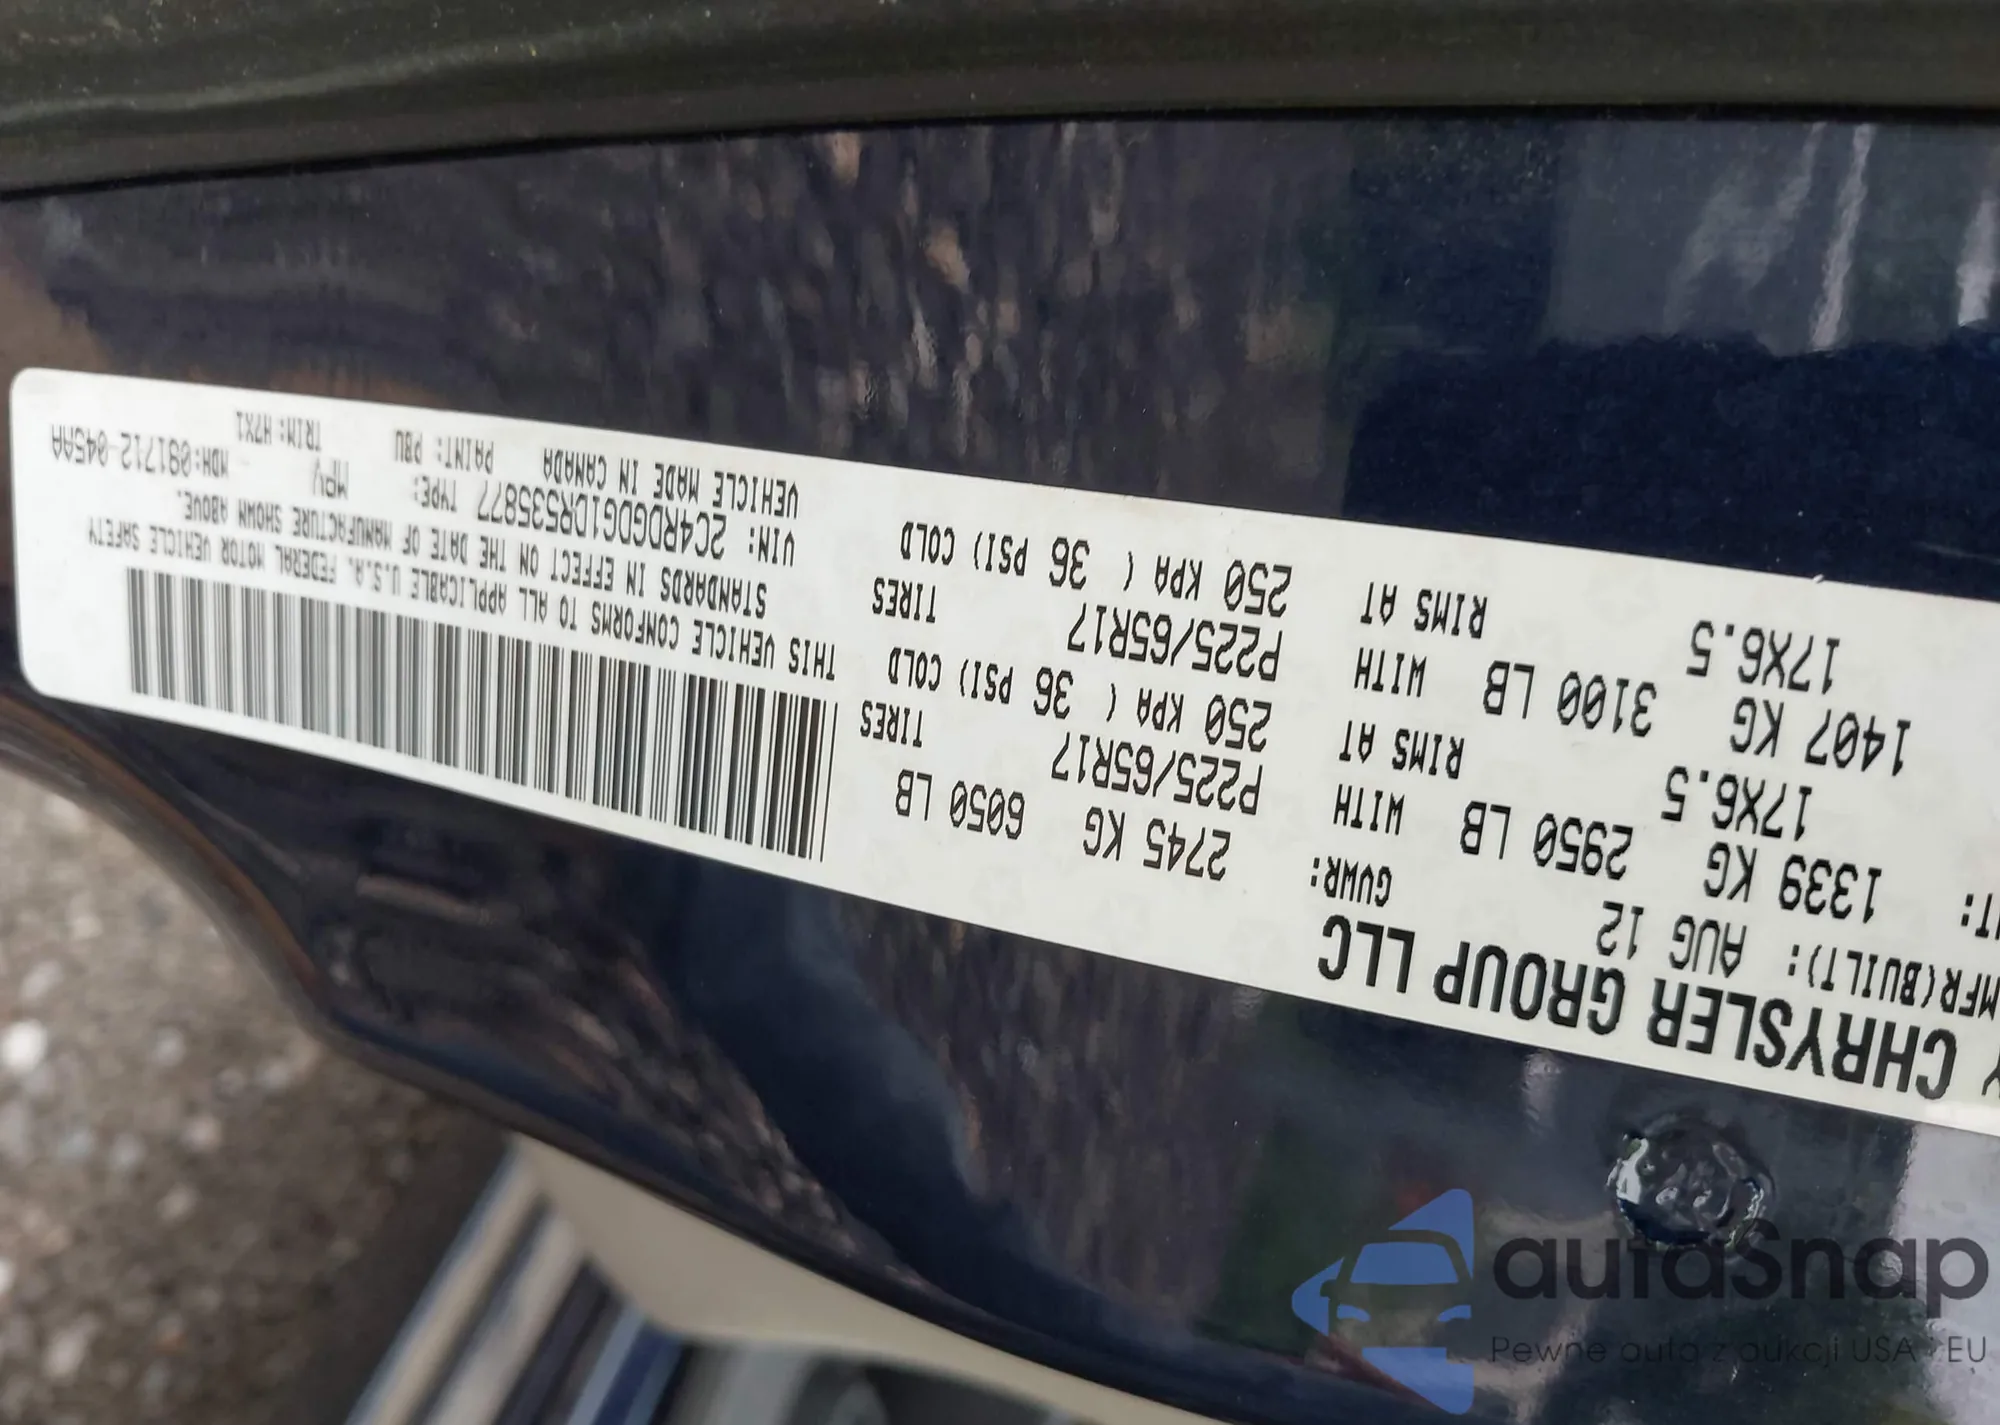 CHRYSLER GROUP LLC
MFR(BUILT): AUG 12 GVWR: 2745 KG 6050 LB
1339 KG 2950 LB WITH TIRES
P225/65R17
17X6.5 RIMS AT 250 KPA ( 36 PSI) COLD
1407 KG 3100 LB WITH TIRES
P225/65R17
17X6.5 RIMS AT 250 KPA ( 36 PSI) COLD
THIS VEHICLE CONFORMS TO ALL APPLICABLE U.S.A. FEDERAL MOTOR VEHICLE SAFETY
STANDARDS IN EFFECT ON THE DATE OF MANUFACTURE SHOWN ABOVE.
VIN: 2C4RDGDG1DR535877 TYPE: MPV MDH:081712 045AA
VEHICLE MADE IN CANADA PAINT: PBU TRIM:H7X1
autaSnap
Pewne auta z aukcji USA i EU